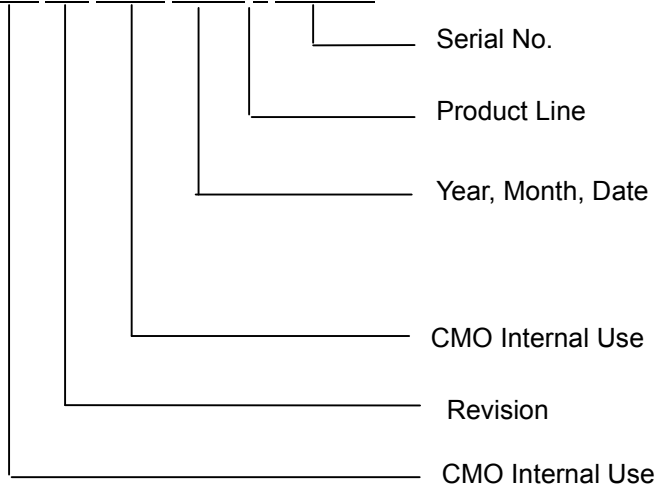 Serial No.
Product Line
Year, Month, Date
CMO Internal Use
Revision
CMO Internal Use